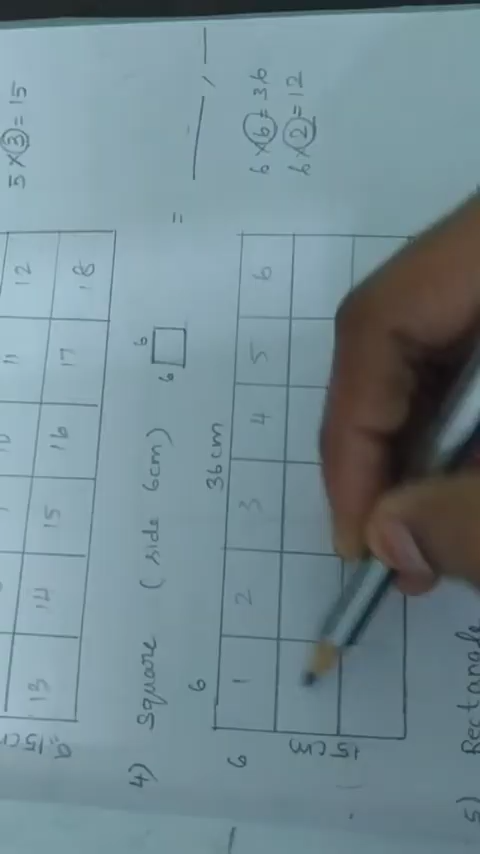 5 × 3 = 15
11 12
13 14 15 16 17 18
4) Square ( side 6cm) 6 6 = ,
36cm
6
6 1 2 3 4 5 6
6 × 6 = 36
6 × 2 = 12
15cm
5) Rectangle